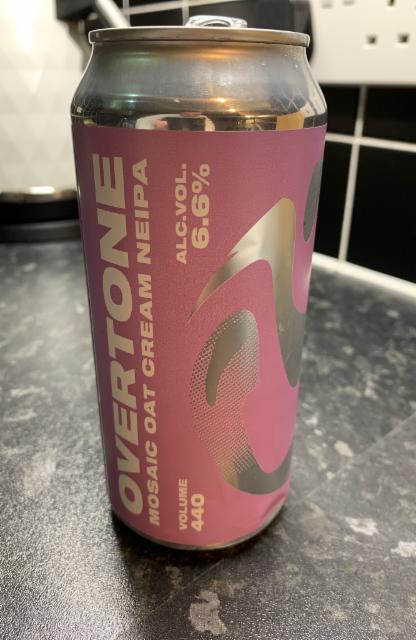 OVERTONE
MOSAIC OAT CREAM NEIPA
ALC.VOL.
6.6%
VOLUME
440